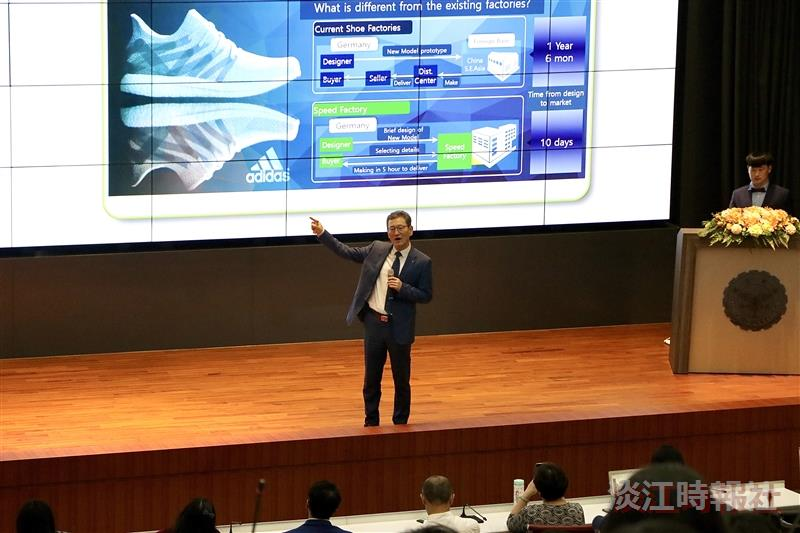 What is different from the existing factories?
Current Shoe Factories
Germany
Designer
New Model prototype
China
S.E.Asia
Buyer
Seller
Deliver
Dist.
Center
Make
1 Year
6 mon
Time from design
to market
Speed Factory
Germany
Designer
Brief design of
New Model
Selecting details
Buyer
Speed
Factory
Making in 5 hour to deliver
10 days
adidas
淡江時報社